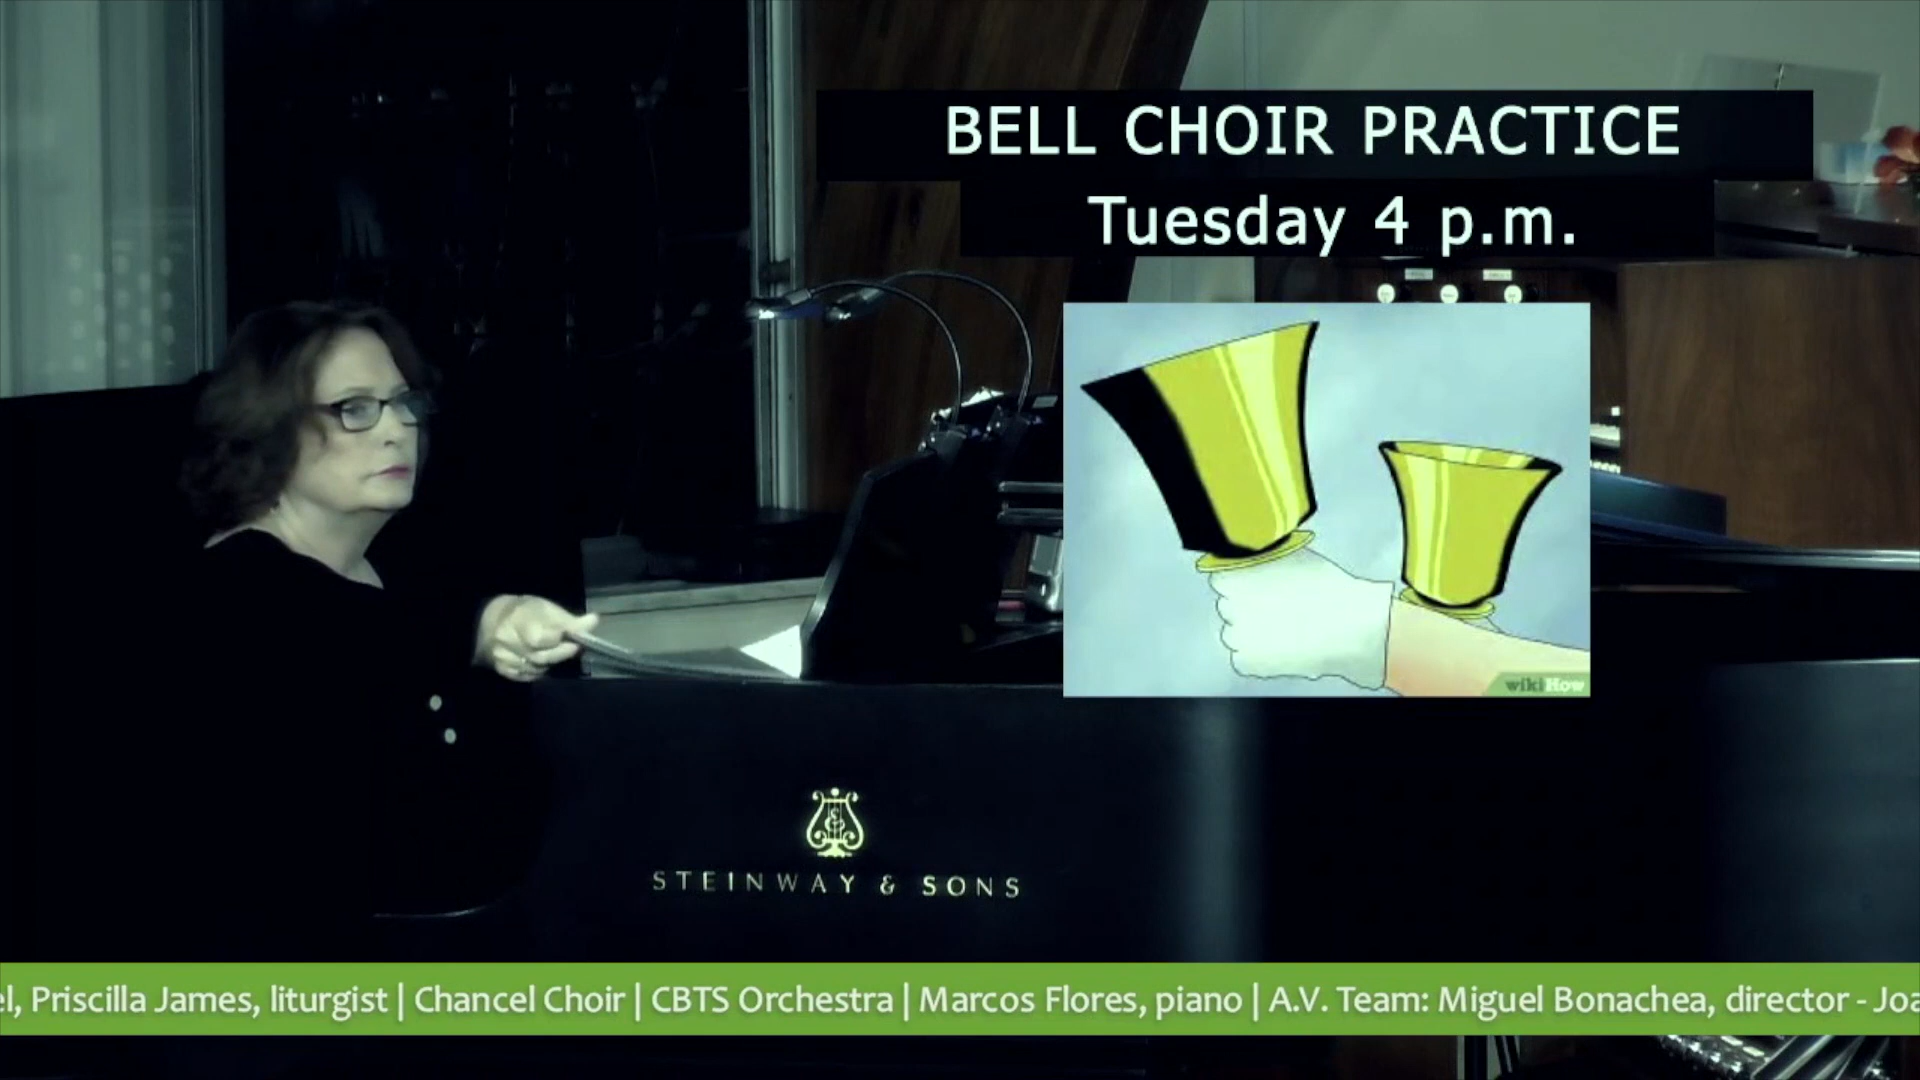 BELL CHOIR PRACTICE
Tuesday 4 p.m.
wikiHow
STEINWAY & SONS
el, Priscilla James, liturgist | Chancel Choir | CBTS Orchestra | Marcos Flores, piano | A.V. Team: Miguel Bonachea, director - Joa